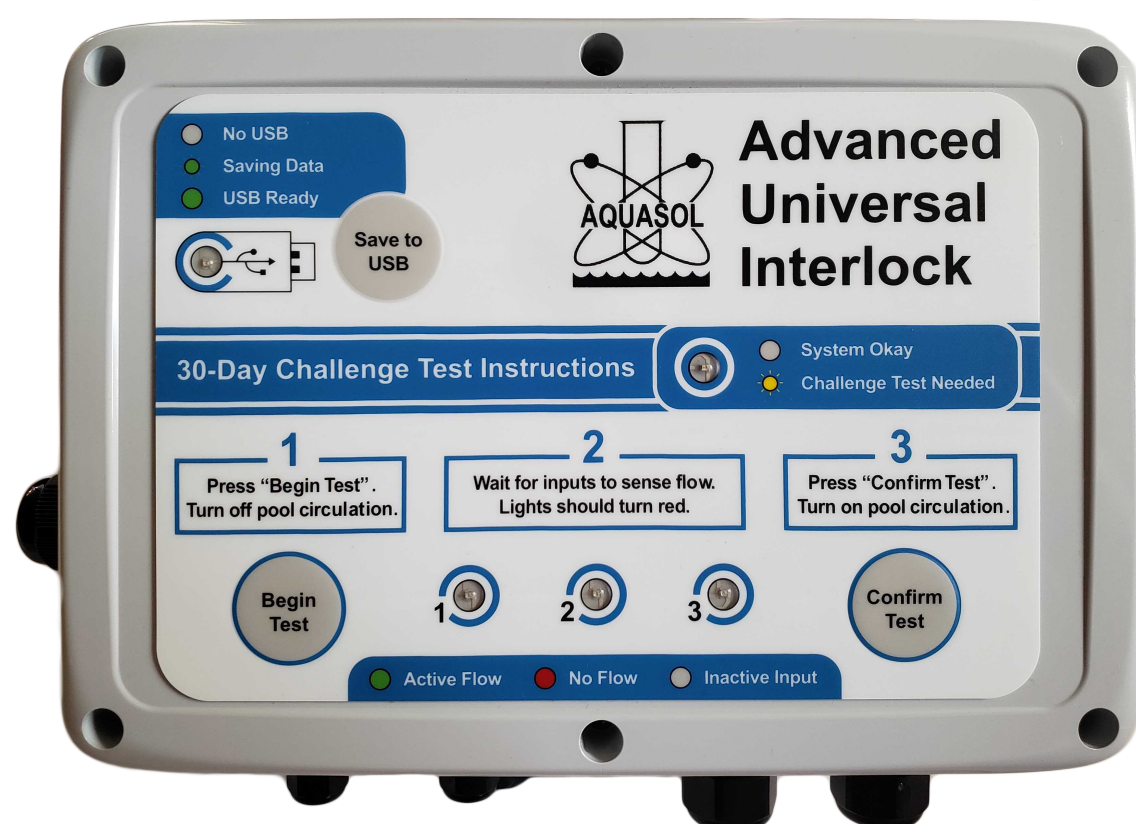 No USB
Saving Data
USB Ready
Save to
USB
AQUASOL
Advanced
Universal
Interlock
30-Day Challenge Test Instructions
System Okay
Challenge Test Needed
1
Press “Begin Test”.
Turn off pool circulation.
2
Wait for inputs to sense flow.
Lights should turn red.
3
Press “Confirm Test”.
Turn on pool circulation.
Begin
Test
1
2
3
Confirm
Test
Active Flow
No Flow
Inactive Input